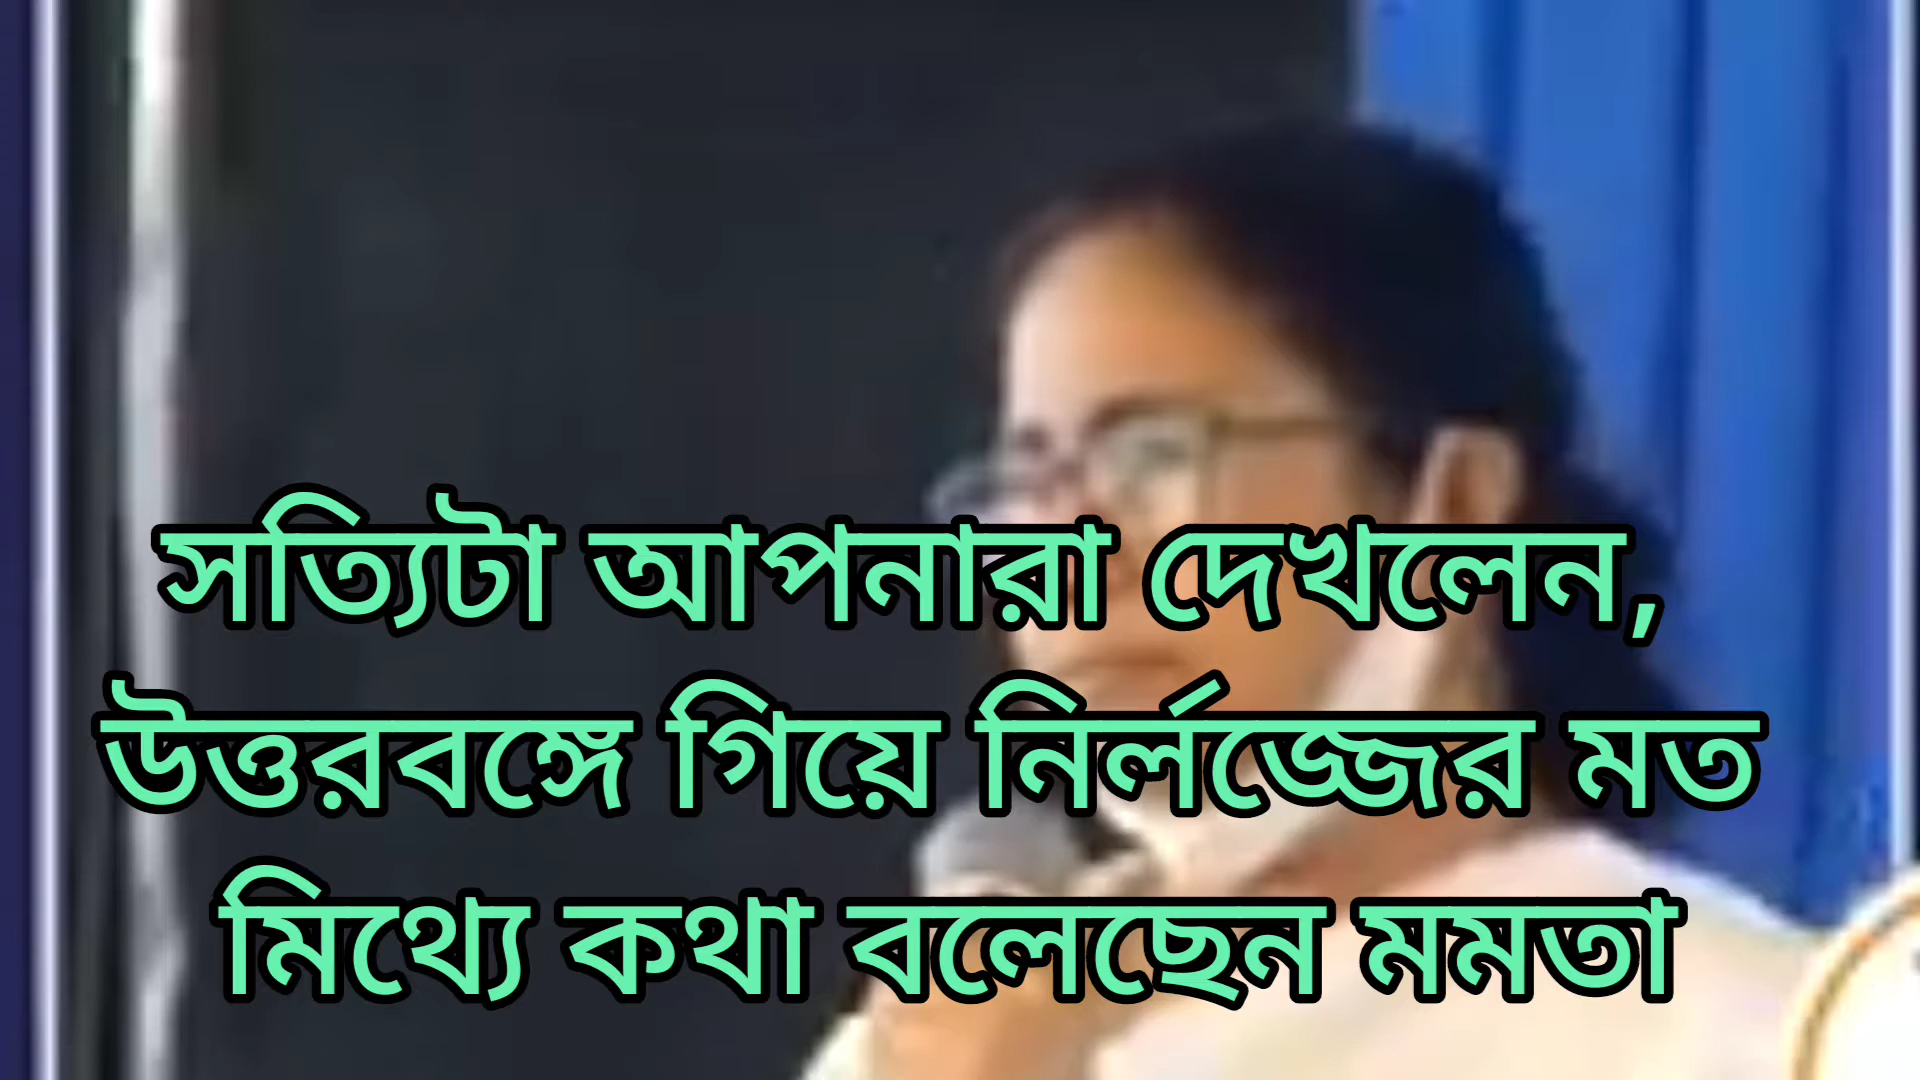 সত্যিটা আপনারা দেখলেন,
উত্তরবঙ্গে গিয়ে নির্লজ্জের মত
মিথ্যে কথা বলেছেন মমতা